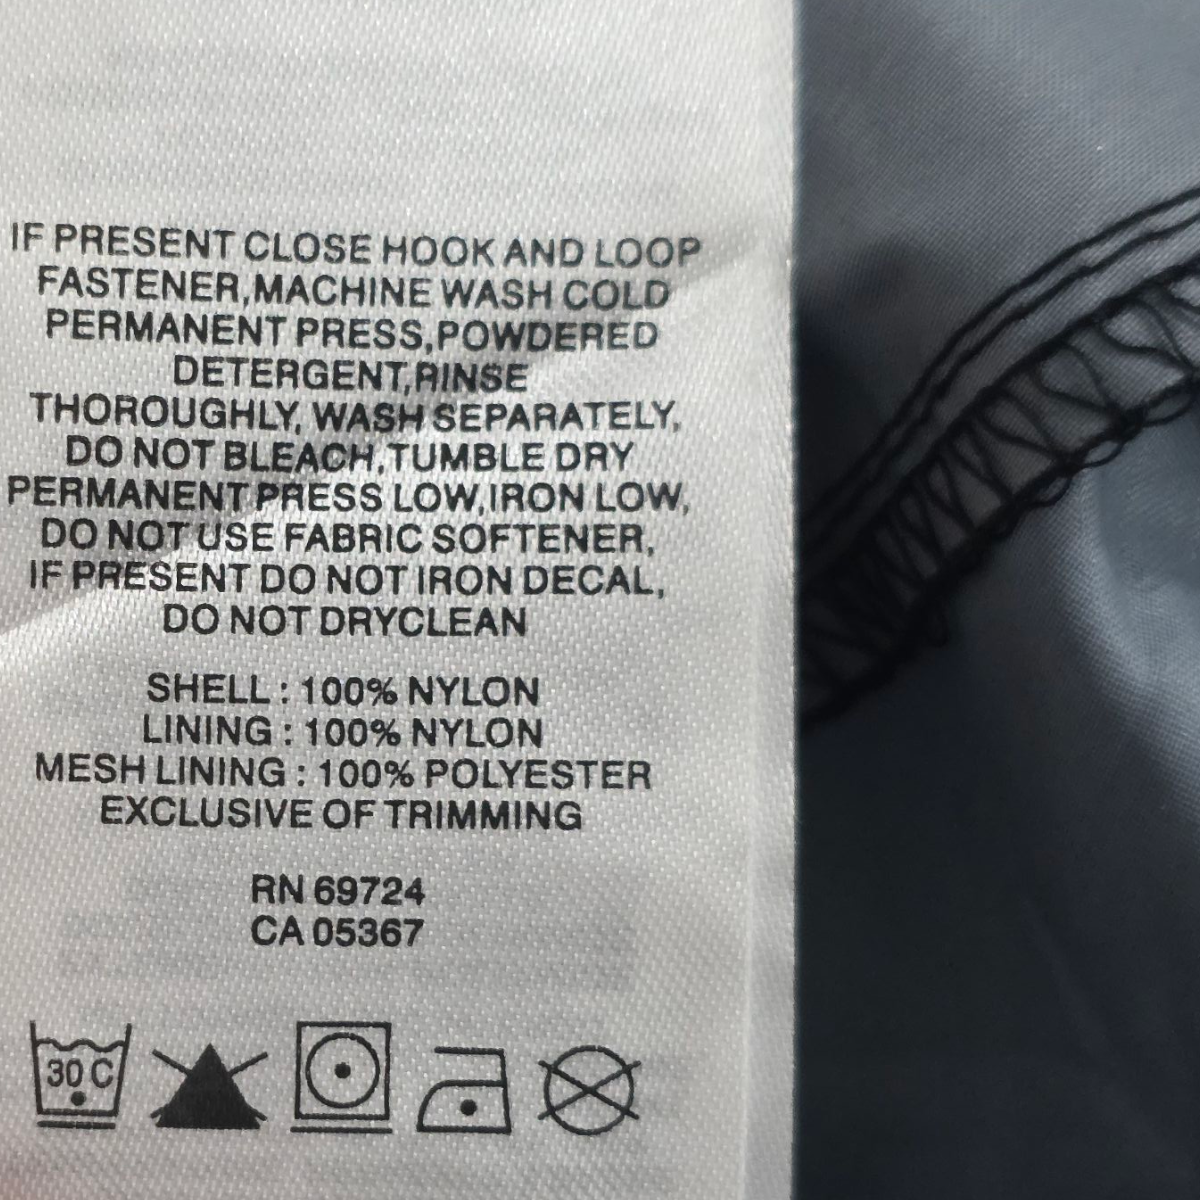 IF PRESENT CLOSE HOOK AND LOOP
FASTENER,MACHINE WASH COLD
PERMANENT PRESS,POWDERED
DETERGENT,RINSE
THOROUGHLY, WASH SEPARATELY,
DO NOT BLEACH,TUMBLE DRY
PERMANENT PRESS LOW,IRON LOW,
DO NOT USE FABRIC SOFTENER,
IF PRESENT DO NOT IRON DECAL,
DO NOT DRYCLEAN
SHELL : 100% NYLON
LINING : 100% NYLON
MESH LINING : 100% POLYESTER
EXCLUSIVE OF TRIMMING
RN 69724
CA 05367
30 C